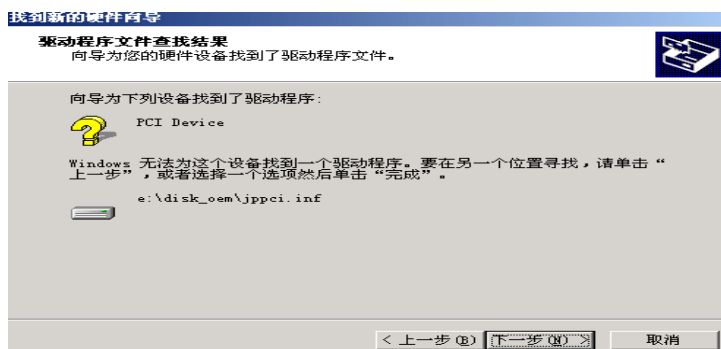 找到新的硬件向导
驱动程序文件查找结果
向导为您的硬件设备找到了驱动程序文件。
向导为下列设备找到了驱动程序:
PCI Device
Windows 无法为这个设备找到一个驱动程序。要在另一个位置寻找，请单击“
上一步”，或者选择一个选项然后单击“完成”。
e:\disk_oem\jppci.inf
< 上一步(B) 下一步(N) > 取消